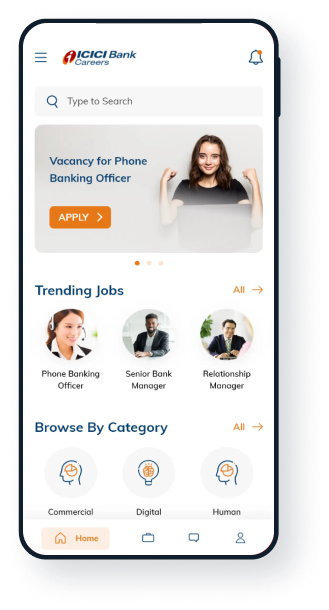 ICICI Bank
Careers
Type to Search
Vacancy for Phone
Banking Officer
APPLY
Trending Jobs
All
Phone Banking
Officer
Senior Bank
Manager
Relationship
Manager
Browse By Category
All
Commercial
Digital
Human
Home